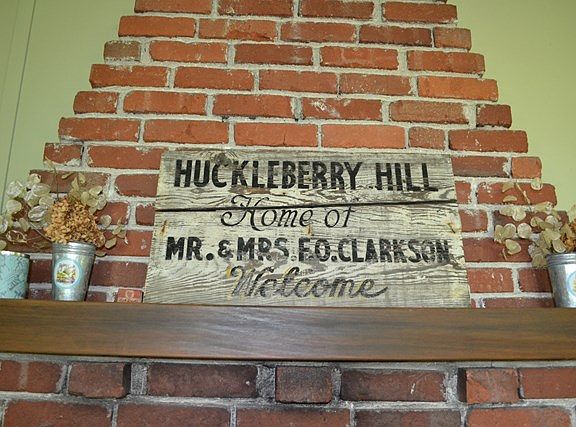 HUCKLEBERRY HILL
Home of
MR. & MRS. F.O. CLARKSON
Welcome